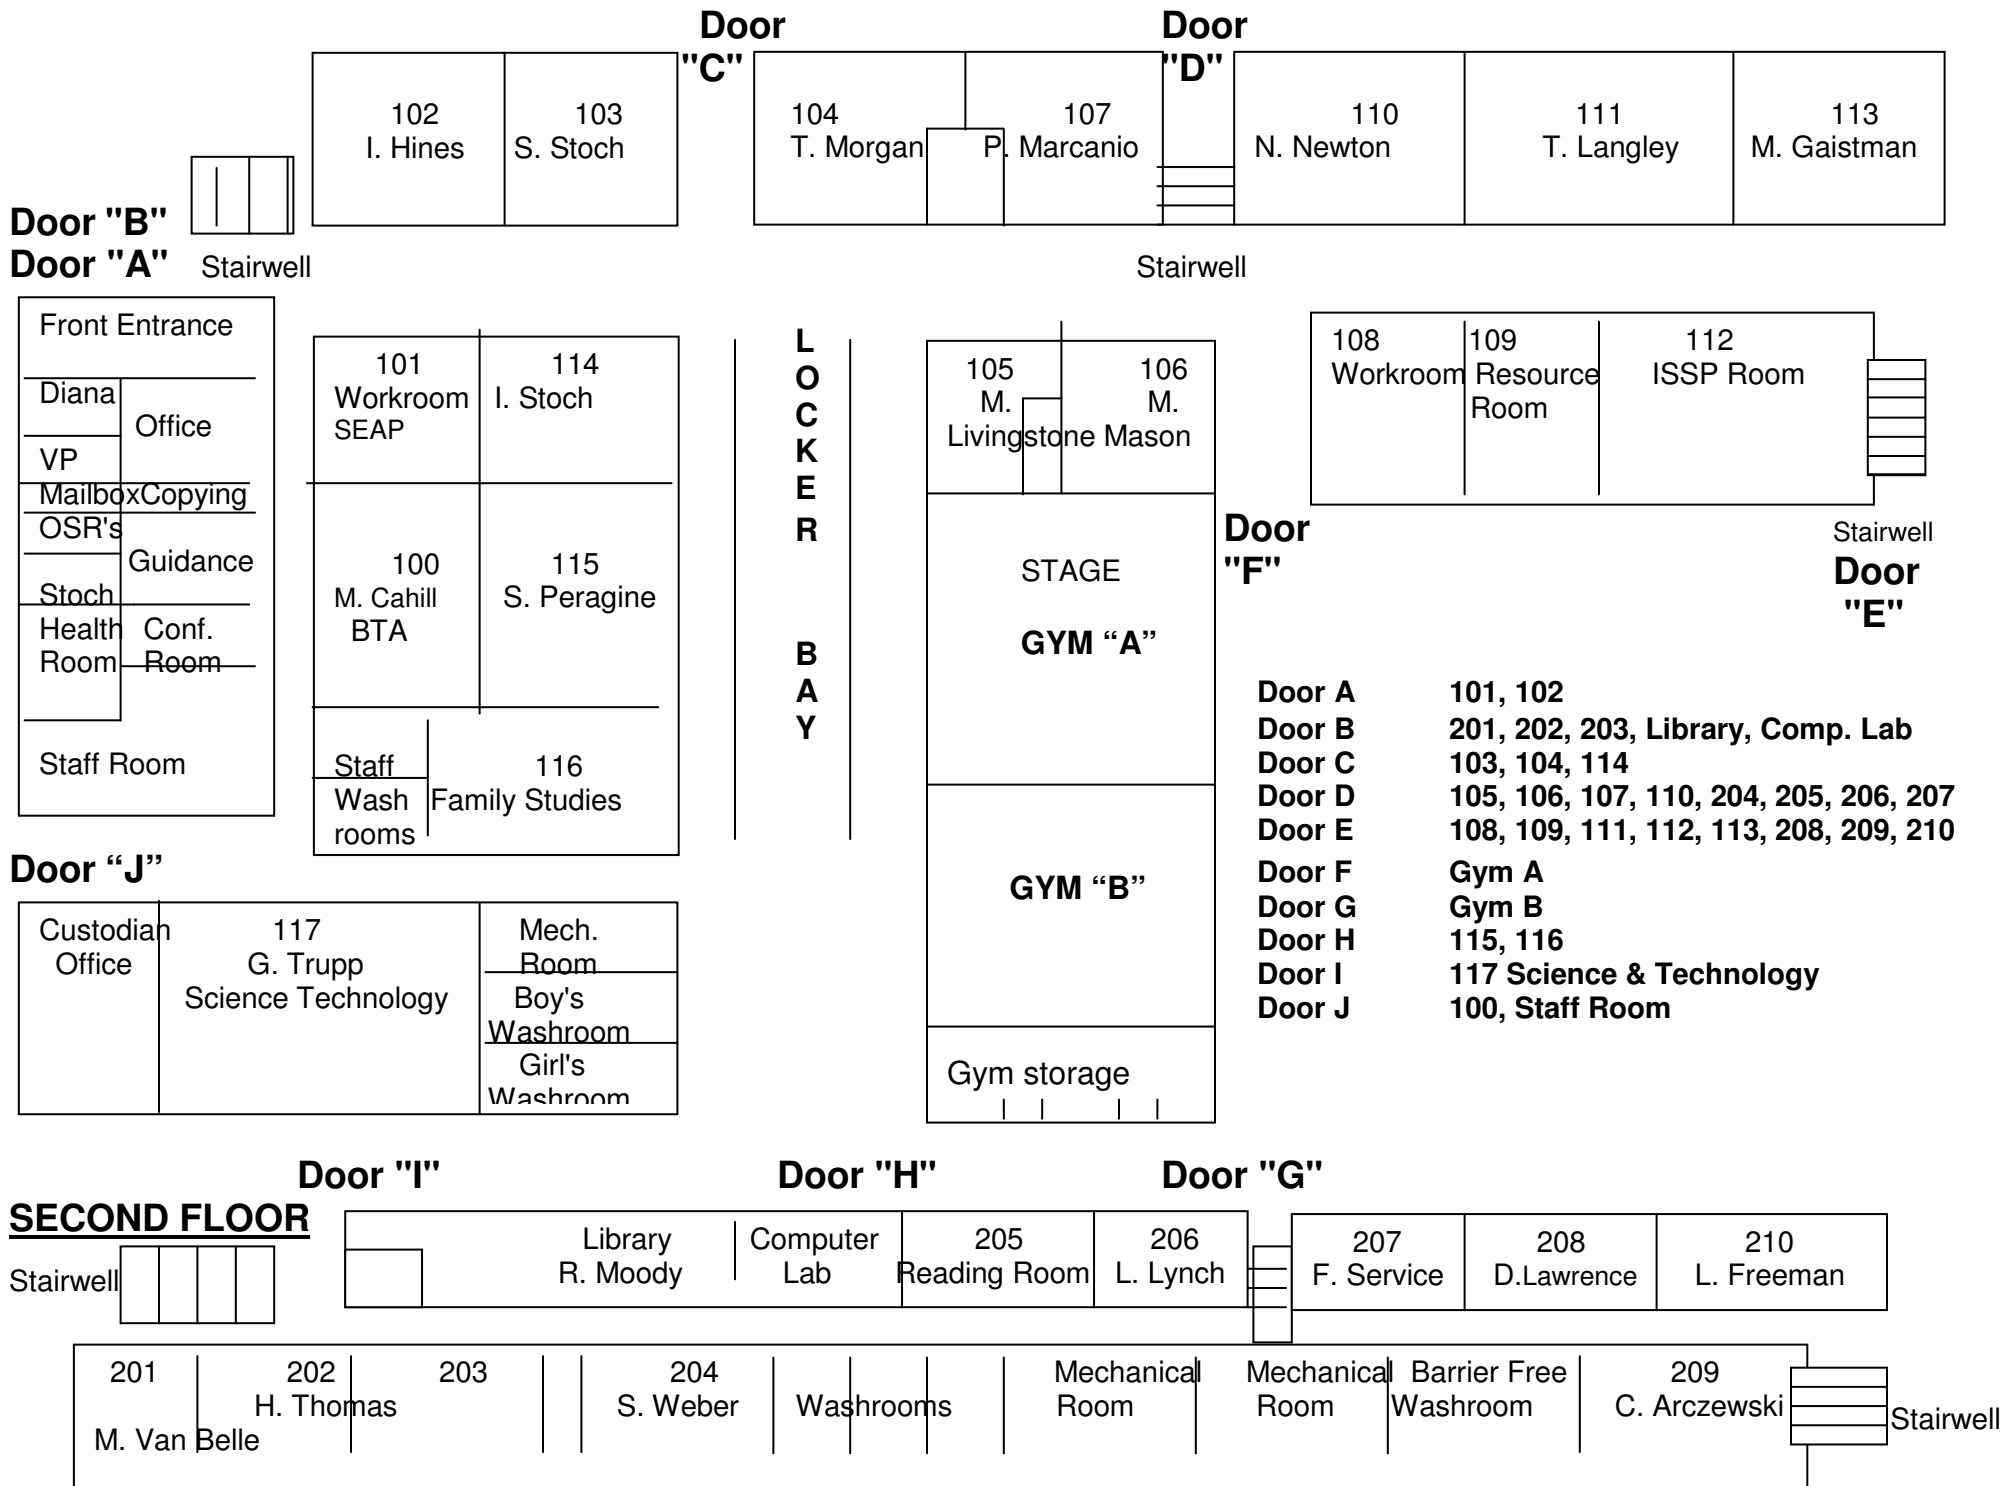 Door "C"
Door "D"
102
I. Hines
103
S. Stoch
104
T. Morgan
107
P. Marcanio
110
N. Newton
111
T. Langley
113
M. Gaistman
Door "B"
Door "A"
Stairwell
Stairwell
Front Entrance
Diana
Office
VP
Mailbox
Copying
OSR's
Guidance
Stoch
Health
Room
Conf.
Room
Staff Room
101
Workroom
SEAP
114
I. Stoch
100
M. Cahill
BTA
115
S. Peragine
Staff
Wash
rooms
116
Family Studies
LOCKER
BAY
105
M.
Livingstone
106
M.
Mason
STAGE
GYM “A”
GYM “B”
Gym storage
108
Workroom
109
Resource
Room
112
ISSP Room
Stairwell
Door
"F"
Door
"E"
Door A 101, 102
Door B 201, 202, 203, Library, Comp. Lab
Door C 103, 104, 114
Door D 105, 106, 107, 110, 204, 205, 206, 207
Door E 108, 109, 111, 112, 113, 208, 209, 210
Door F Gym A
Door G Gym B
Door H 115, 116
Door I 117 Science & Technology
Door J 100, Staff Room
Door “J”
Custodian
Office
117
G. Trupp
Science Technology
Mech.
Room
Boy's
Washroom
Girl's
Washroom
Door "I"
Door "H"
Door "G"
SECOND FLOOR
Stairwell
Library
R. Moody
Computer
Lab
205
Reading Room
206
L. Lynch
207
F. Service
208
D.Lawrence
210
L. Freeman
201
M. Van Belle
202
H. Thomas
203
204
S. Weber
Washrooms
Mechanical
Room
Mechanical
Room
Barrier Free
Washroom
209
C. Arczewski
Stairwell